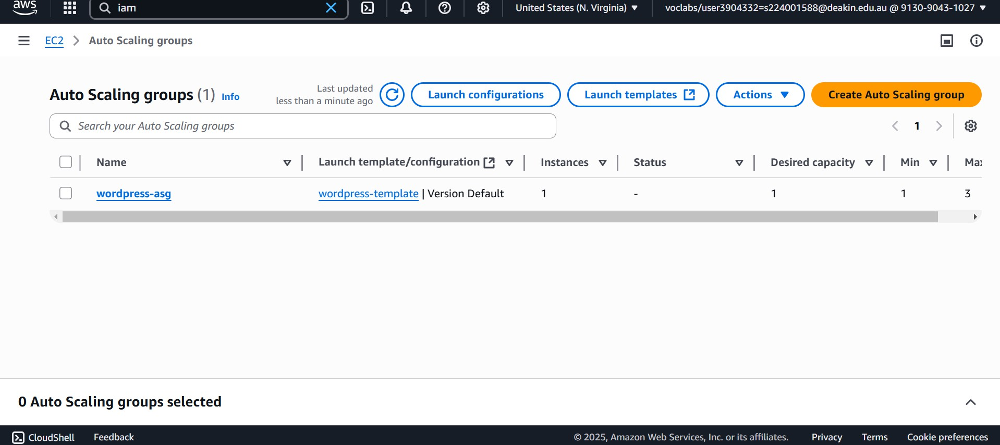 aws
iam
United States (N. Virginia)
voclabs/user3904332=s224001588@deakin.edu.au @ 9130-9043-1027
EC2
Auto Scaling groups
Auto Scaling groups (1) Info
Last updated
less than a minute ago
Launch configurations
Launch templates
Actions
Create Auto Scaling group
Search your Auto Scaling groups
1
Name Launch template/configuration Instances Status Desired capacity Min Max
wordpress-asg wordpress-template | Version Default 1 - 1 1 3
0 Auto Scaling groups selected
CloudShell Feedback © 2025, Amazon Web Services, Inc. or its affiliates. Privacy Terms Cookie preferences